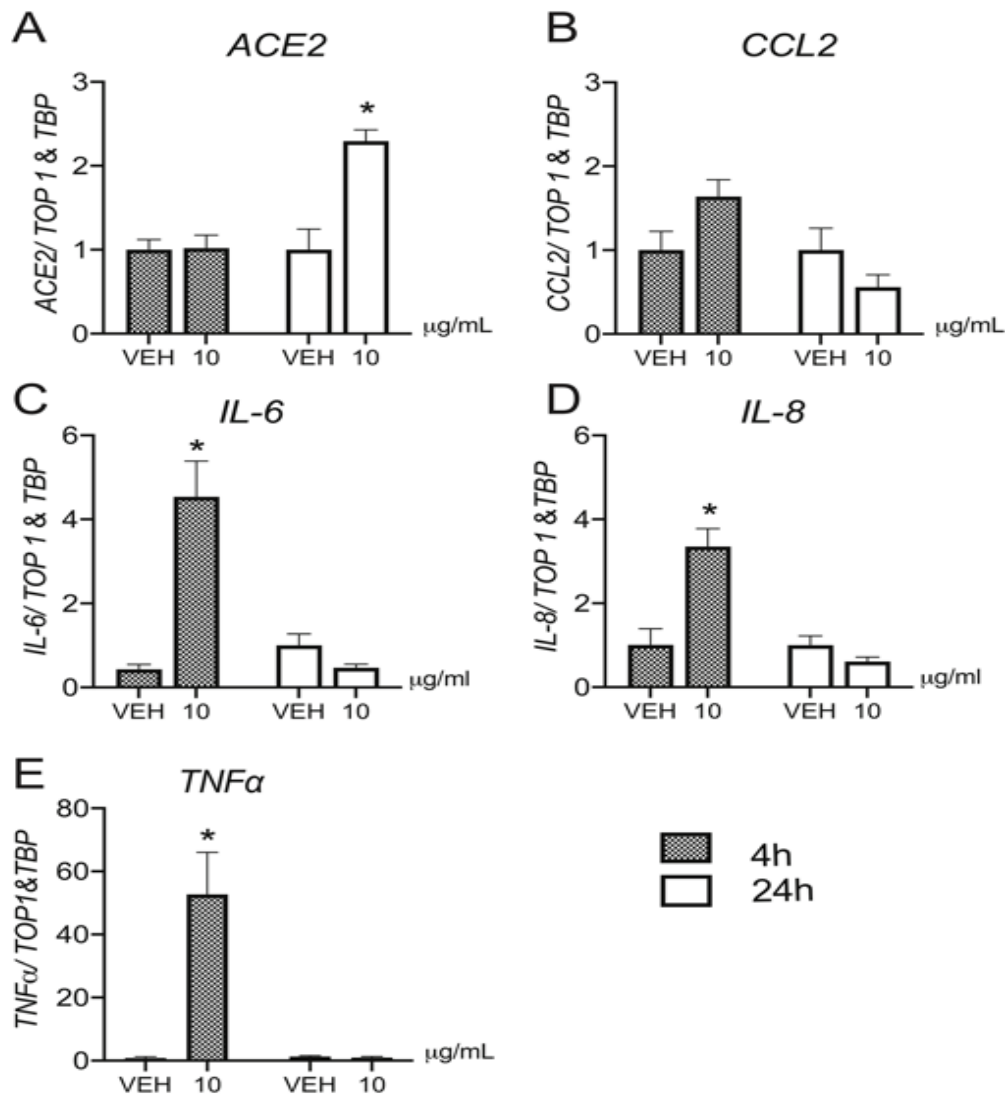 A
ACE2
ACE2/ TOP 1 & TBP
3
2
1
0
*
VEH 10 VEH 10 μg/mL
B
CCL2
CCL2/ TOP 1 & TBP
3
2
1
0
VEH 10 VEH 10 μg/mL
C
IL-6
IL-6/ TOP 1 & TBP
6
4
2
0
*
VEH 10 VEH 10 μg/ml
D
IL-8
IL-8/ TOP 1 &TBP
6
4
2
0
*
VEH 10 VEH 10 μg/mL
E
TNFα
TNFα/ TOP1&TBP
80
60
40
20
0
*
VEH 10 VEH 10 μg/mL
4h
24h